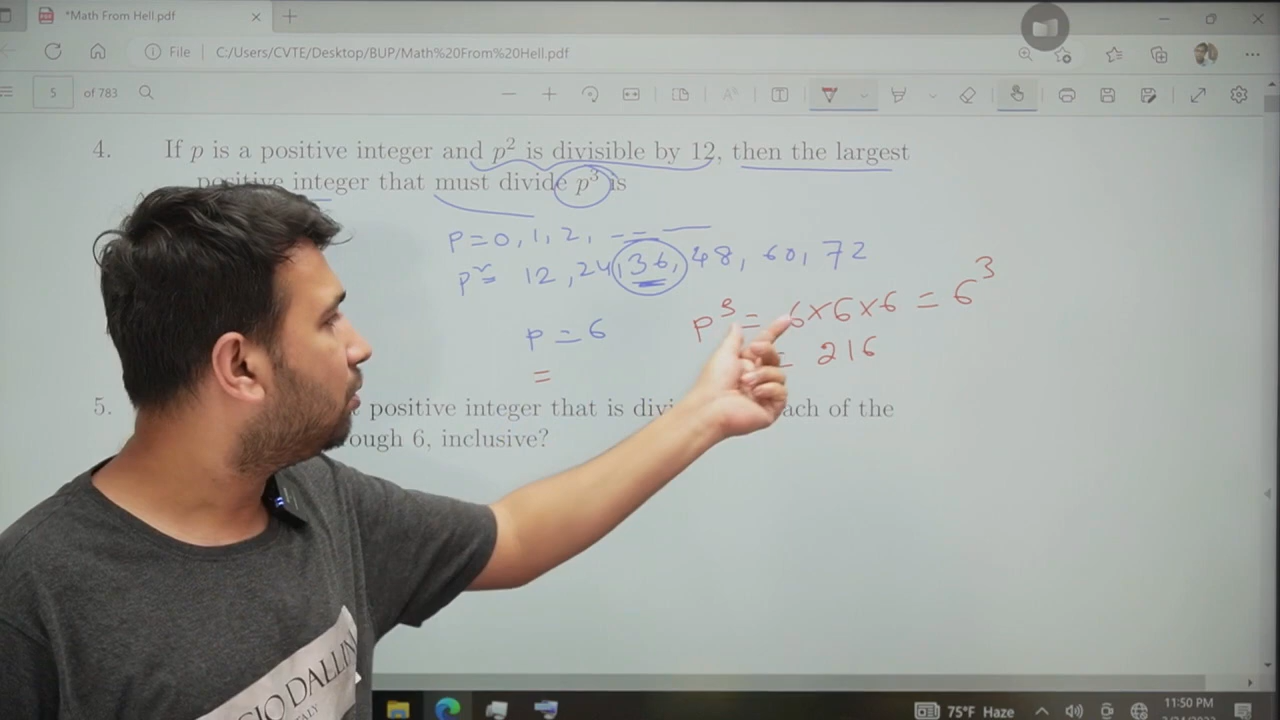 *Math From Hell.pdf
File C:/Users/CVTE/Desktop/BUP/Math%20From%20Hell.pdf
5 of 783
4. If p is a positive integer and p² is divisible by 12, then the largest
positive integer that must divide p³ is
P=0, 1, 2, — — —
p² = 12, 24, 36, 48, 60, 72
p = 6
=
p³ = 6×6×6 = 6³
= 216
5. positive integer that is each of the
6, inclusive?
75°F Haze
11:50 PM